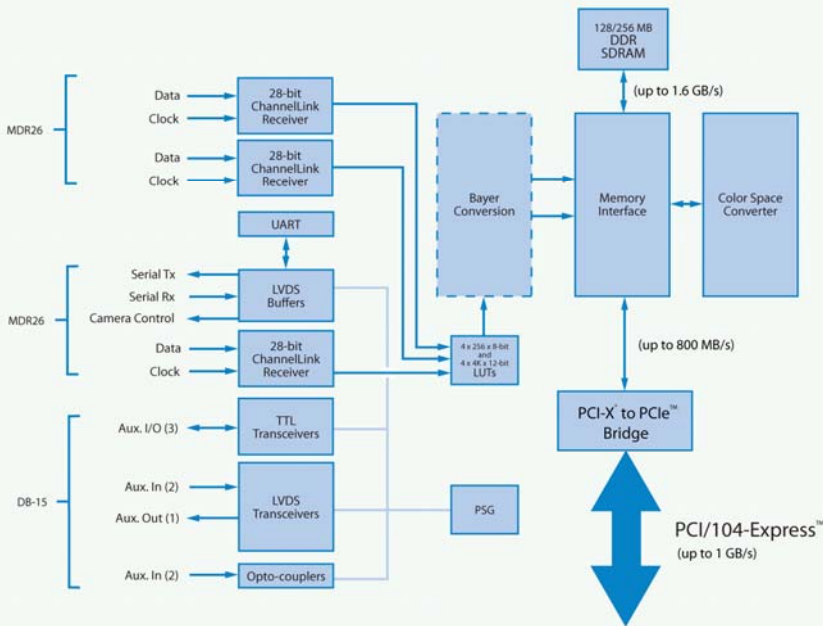 128/256 MB
DDR
SDRAM
(up to 1.6 GB/s)
MDR26
Data
Clock
28-bit
ChannelLink
Receiver
Data
Clock
28-bit
ChannelLink
Receiver
Bayer
Conversion
Memory
Interface
Color Space
Converter
UART
MDR26
Serial Tx
Serial Rx
Camera Control
LVDS
Buffers
Data
Clock
28-bit
ChannelLink
Receiver
4 x 256 x 8-bit
and
4 x 4K x 12-bit
LUTs
(up to 800 MB/s)
PCI-X* to PCIe™
Bridge
DB-15
Aux. I/O (3)
TTL
Transceivers
Aux. In (2)
Aux. Out (1)
LVDS
Transceivers
PSG
Aux. In (2)
Opto-couplers
PCI/104-Express™
(up to 1 GB/s)